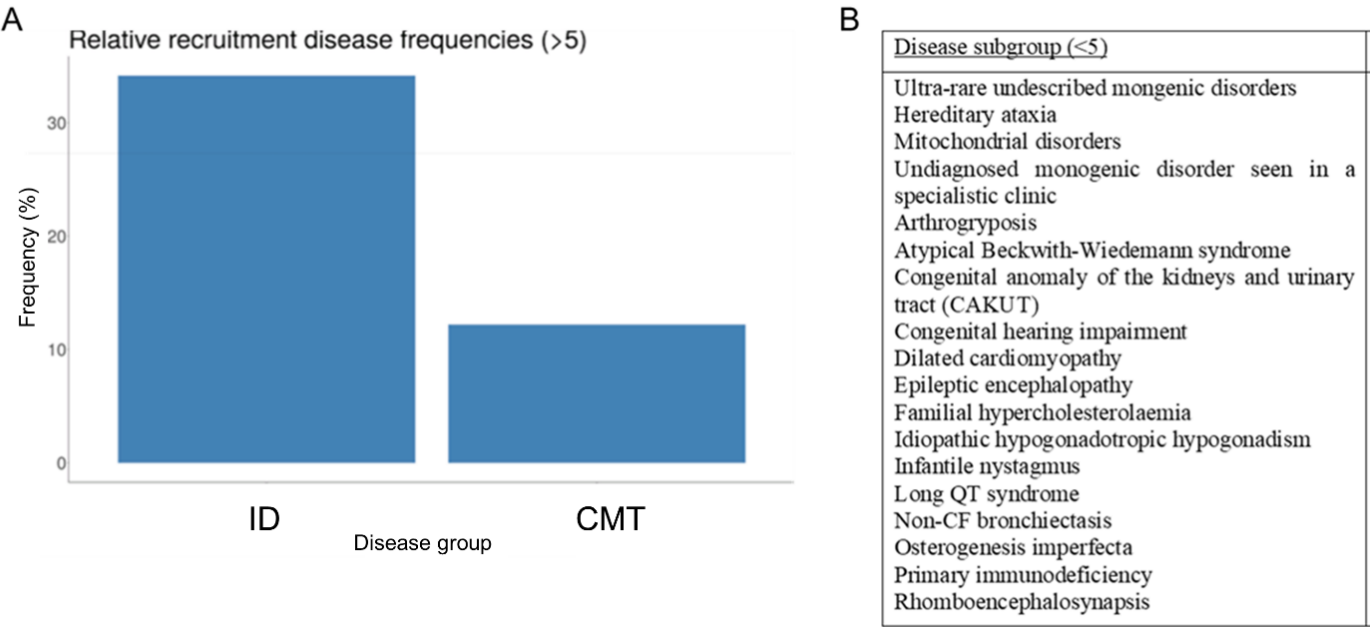 A
Relative recruitment disease frequencies (>5)
30
20
10
0
Frequency (%)
ID
CMT
Disease group
B
Disease subgroup (<5)
Ultra-rare undescribed mongenic disorders
Hereditary ataxia
Mitochondrial disorders
Undiagnosed monogenic disorder seen in a
specialistic clinic
Arthrogryposis
Atypical Beckwith-Wiedemann syndrome
Congenital anomaly of the kidneys and urinary
tract (CAKUT)
Congenital hearing impairment
Dilated cardiomyopathy
Epileptic encephalopathy
Familial hypercholesterolaemia
Idiopathic hypogonadotropic hypogonadism
Infantile nystagmus
Long QT syndrome
Non-CF bronchiectasis
Osterogenesis imperfecta
Primary immunodeficiency
Rhomboencephalosynapsis